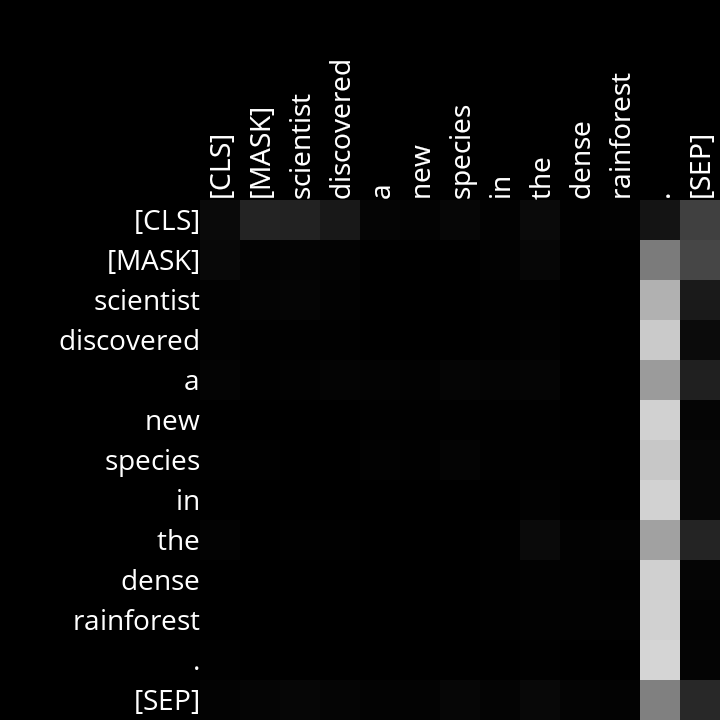 [CLS] [MASK] scientist discovered a new species in the dense rainforest . [SEP]
[CLS]
[MASK]
scientist
discovered
a
new
species
in
the
dense
rainforest
.
[SEP]